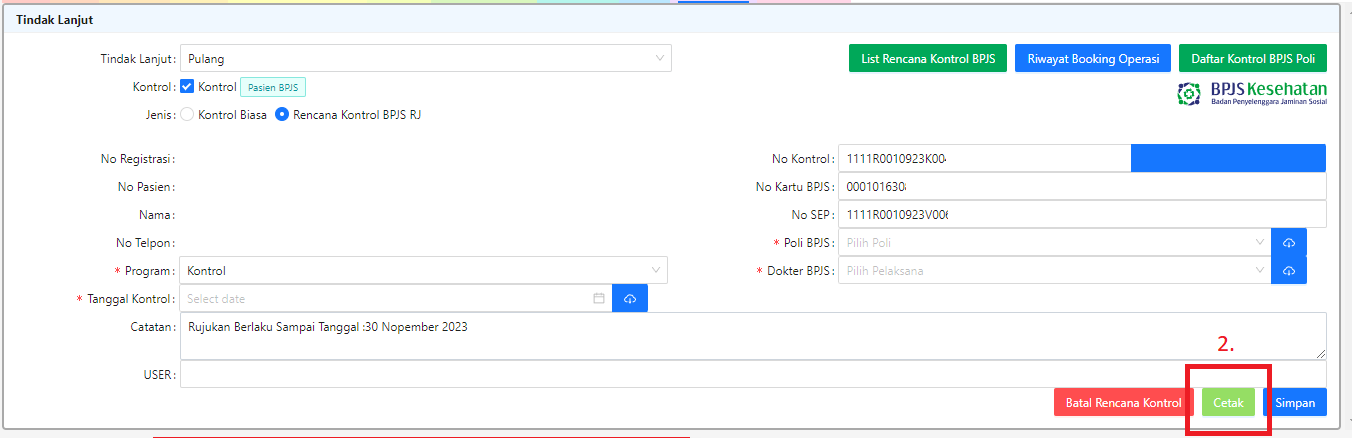 Tindak Lanjut
Tindak Lanjut : Pulang
List Rencana Kontrol BPJS
Riwayat Booking Operasi
Daftar Kontrol BPJS Poli
Kontrol : Kontrol Pasien BPJS
BPJS Kesehatan
Badan Penyelenggara Jaminan Sosial
Jenis : Kontrol Biasa Rencana Kontrol BPJS RJ
No Registrasi :
No Kontrol : 1111R0010923K004
No Pasien :
No Kartu BPJS : 000101630
Nama :
No SEP : 1111R0010923V006
No Telpon :
* Poli BPJS : Pilih Poli
* Program : Kontrol
* Dokter BPJS : Pilih Pelaksana
* Tanggal Kontrol : Select date
Catatan : Rujukan Berlaku Sampai Tanggal :30 Nopember 2023
2.
USER :
Batal Rencana Kontrol
Cetak
Simpan